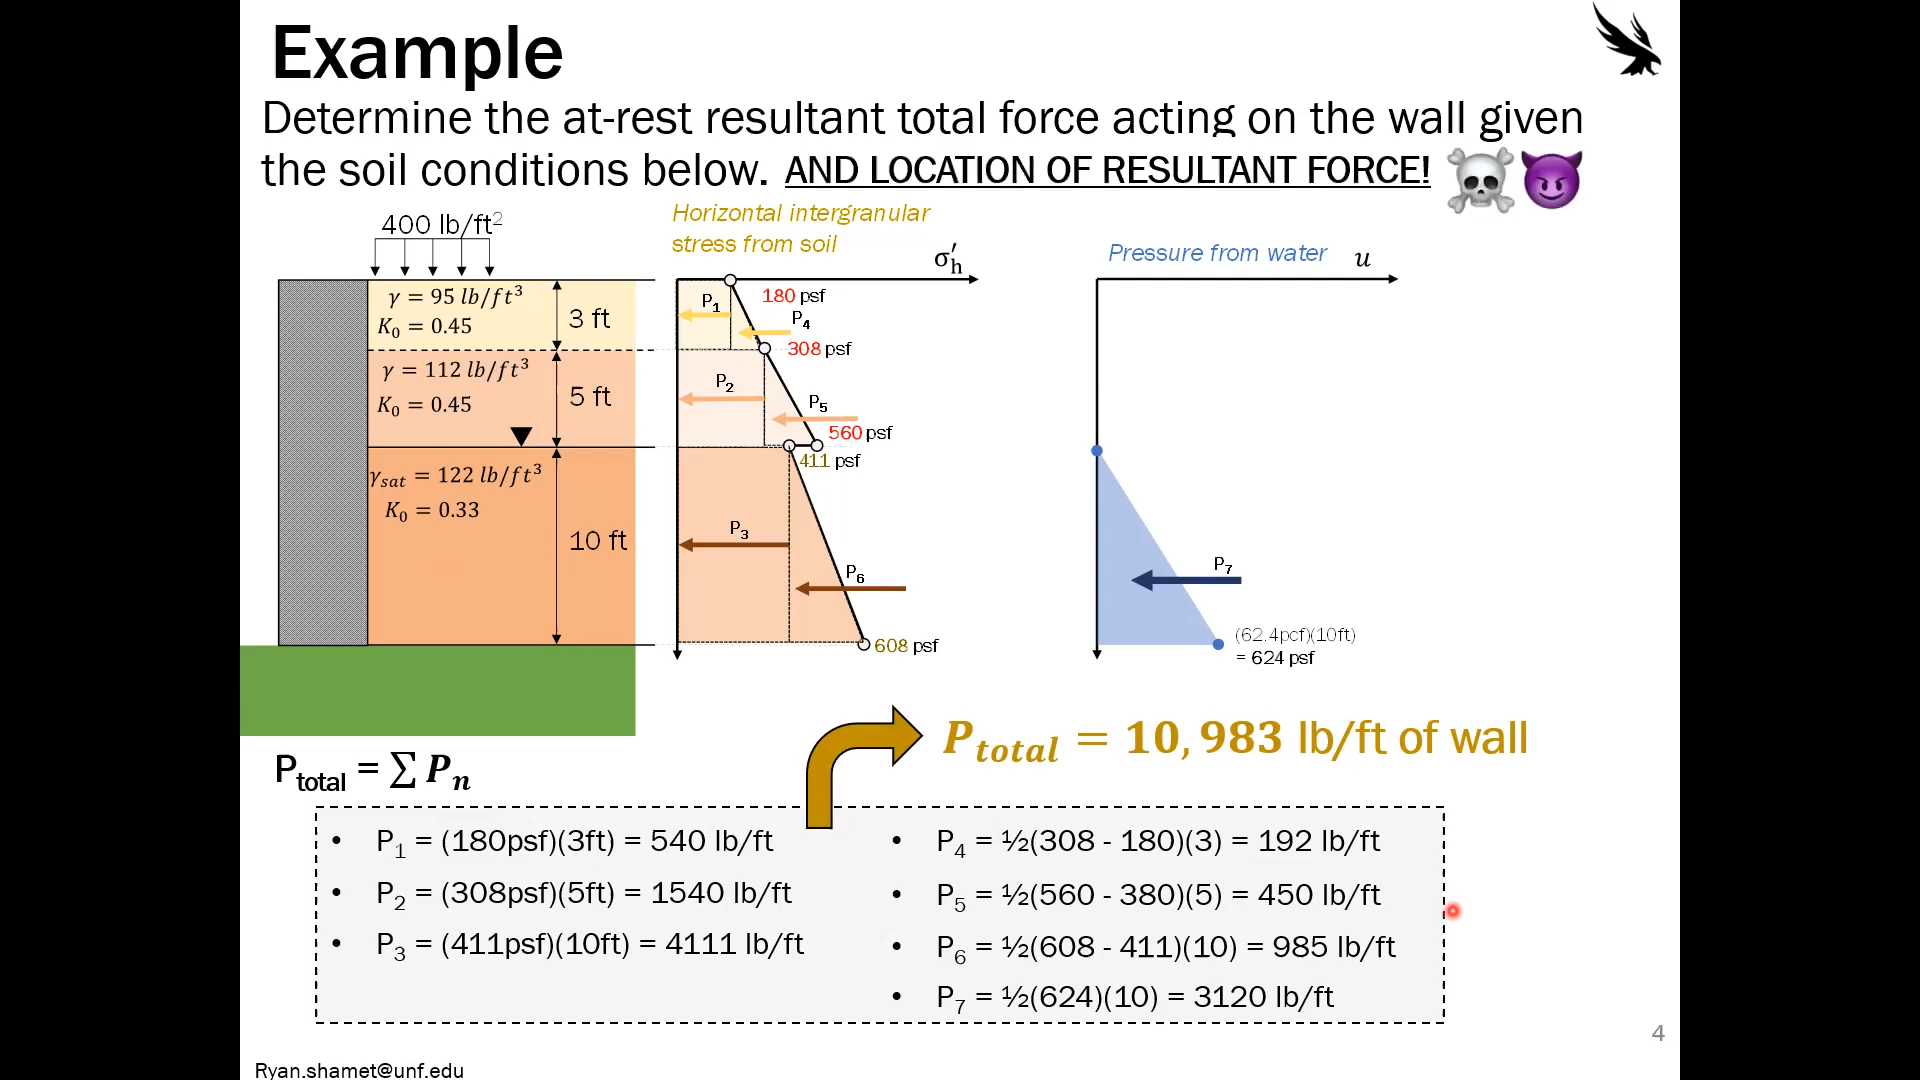 Example
Determine the at-rest resultant total force acting on the wall given
the soil conditions below. AND LOCATION OF RESULTANT FORCE!
400 lb/ft²
γ = 95 lb/ft³
K₀ = 0.45
3 ft
γ = 112 lb/ft³
K₀ = 0.45
5 ft
γsat = 122 lb/ft³
K₀ = 0.33
10 ft
Horizontal intergranular
stress from soil
σ′h
P₁
180 psf
P₄
308 psf
P₂
P₅
560 psf
411 psf
P₃
P₆
608 psf
Pressure from water u
P₇
(62.4pcf)(10ft)
= 624 psf
Ptotal = 10,983 lb/ft of wall
Ptotal = ∑ Pn
• P₁ = (180psf)(3ft) = 540 lb/ft
• P₂ = (308psf)(5ft) = 1540 lb/ft
• P₃ = (411psf)(10ft) = 4111 lb/ft
• P₄ = ½(308 - 180)(3) = 192 lb/ft
• P₅ = ½(560 - 380)(5) = 450 lb/ft
• P₆ = ½(608 - 411)(10) = 985 lb/ft
• P₇ = ½(624)(10) = 3120 lb/ft
4
Ryan.shamet@unf.edu